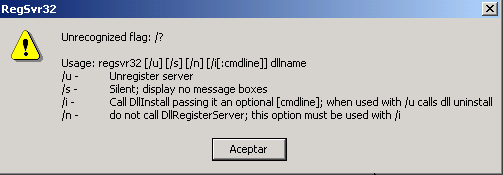 RegSvr32
Unrecognized flag: /?
Usage: regsvr32 [/u] [/s] [/n] [/i[:cmdline]] dllname
/u - Unregister server
/s - Silent; display no message boxes
/i - Call DllInstall passing it an optional [cmdline]; when used with /u calls dll uninstall
/n - do not call DllRegisterServer; this option must be used with /i
Aceptar